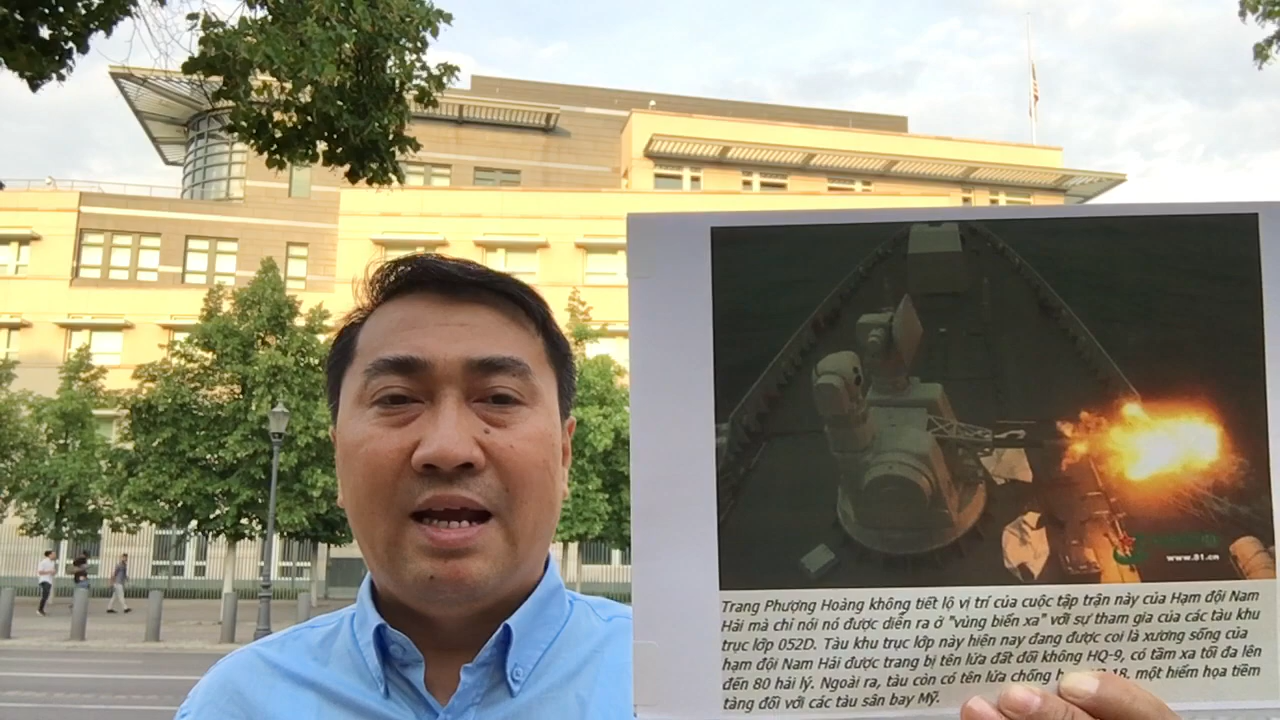 www.81.cn
Trang Phượng Hoàng không tiết lộ vị trí của cuộc tập trận này của Hạm đội Nam
Hải mà chỉ nói nó được diễn ra ở "vùng biển xa" với sự tham gia của các tàu khu
trục lớp 052D. Tàu khu trục lớp này hiện nay đang được coi là xương sống của
hạm đội Nam Hải được trang bị tên lửa đất đối không HQ-9, có tầm xa tối đa lên
đến 80 hải lý. Ngoài ra, tàu còn có tên lửa chống 18, một hiểm họa tiềm
tàng đối với các tàu sân bay Mỹ.